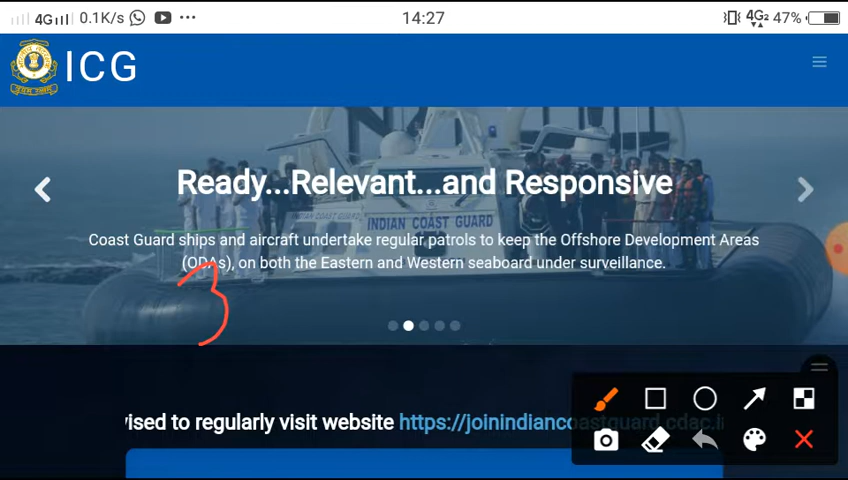 4G 0.1K/s 14:27 4G2 47%
ICG
Ready...Relevant...and Responsive
INDIAN COAST GUARD
Coast Guard ships and aircraft undertake regular patrols to keep the Offshore Development Areas
(ODAs), on both the Eastern and Western seaboard under surveillance.
3
vised to regularly visit website https://joinindiancoastguard.cdac.i